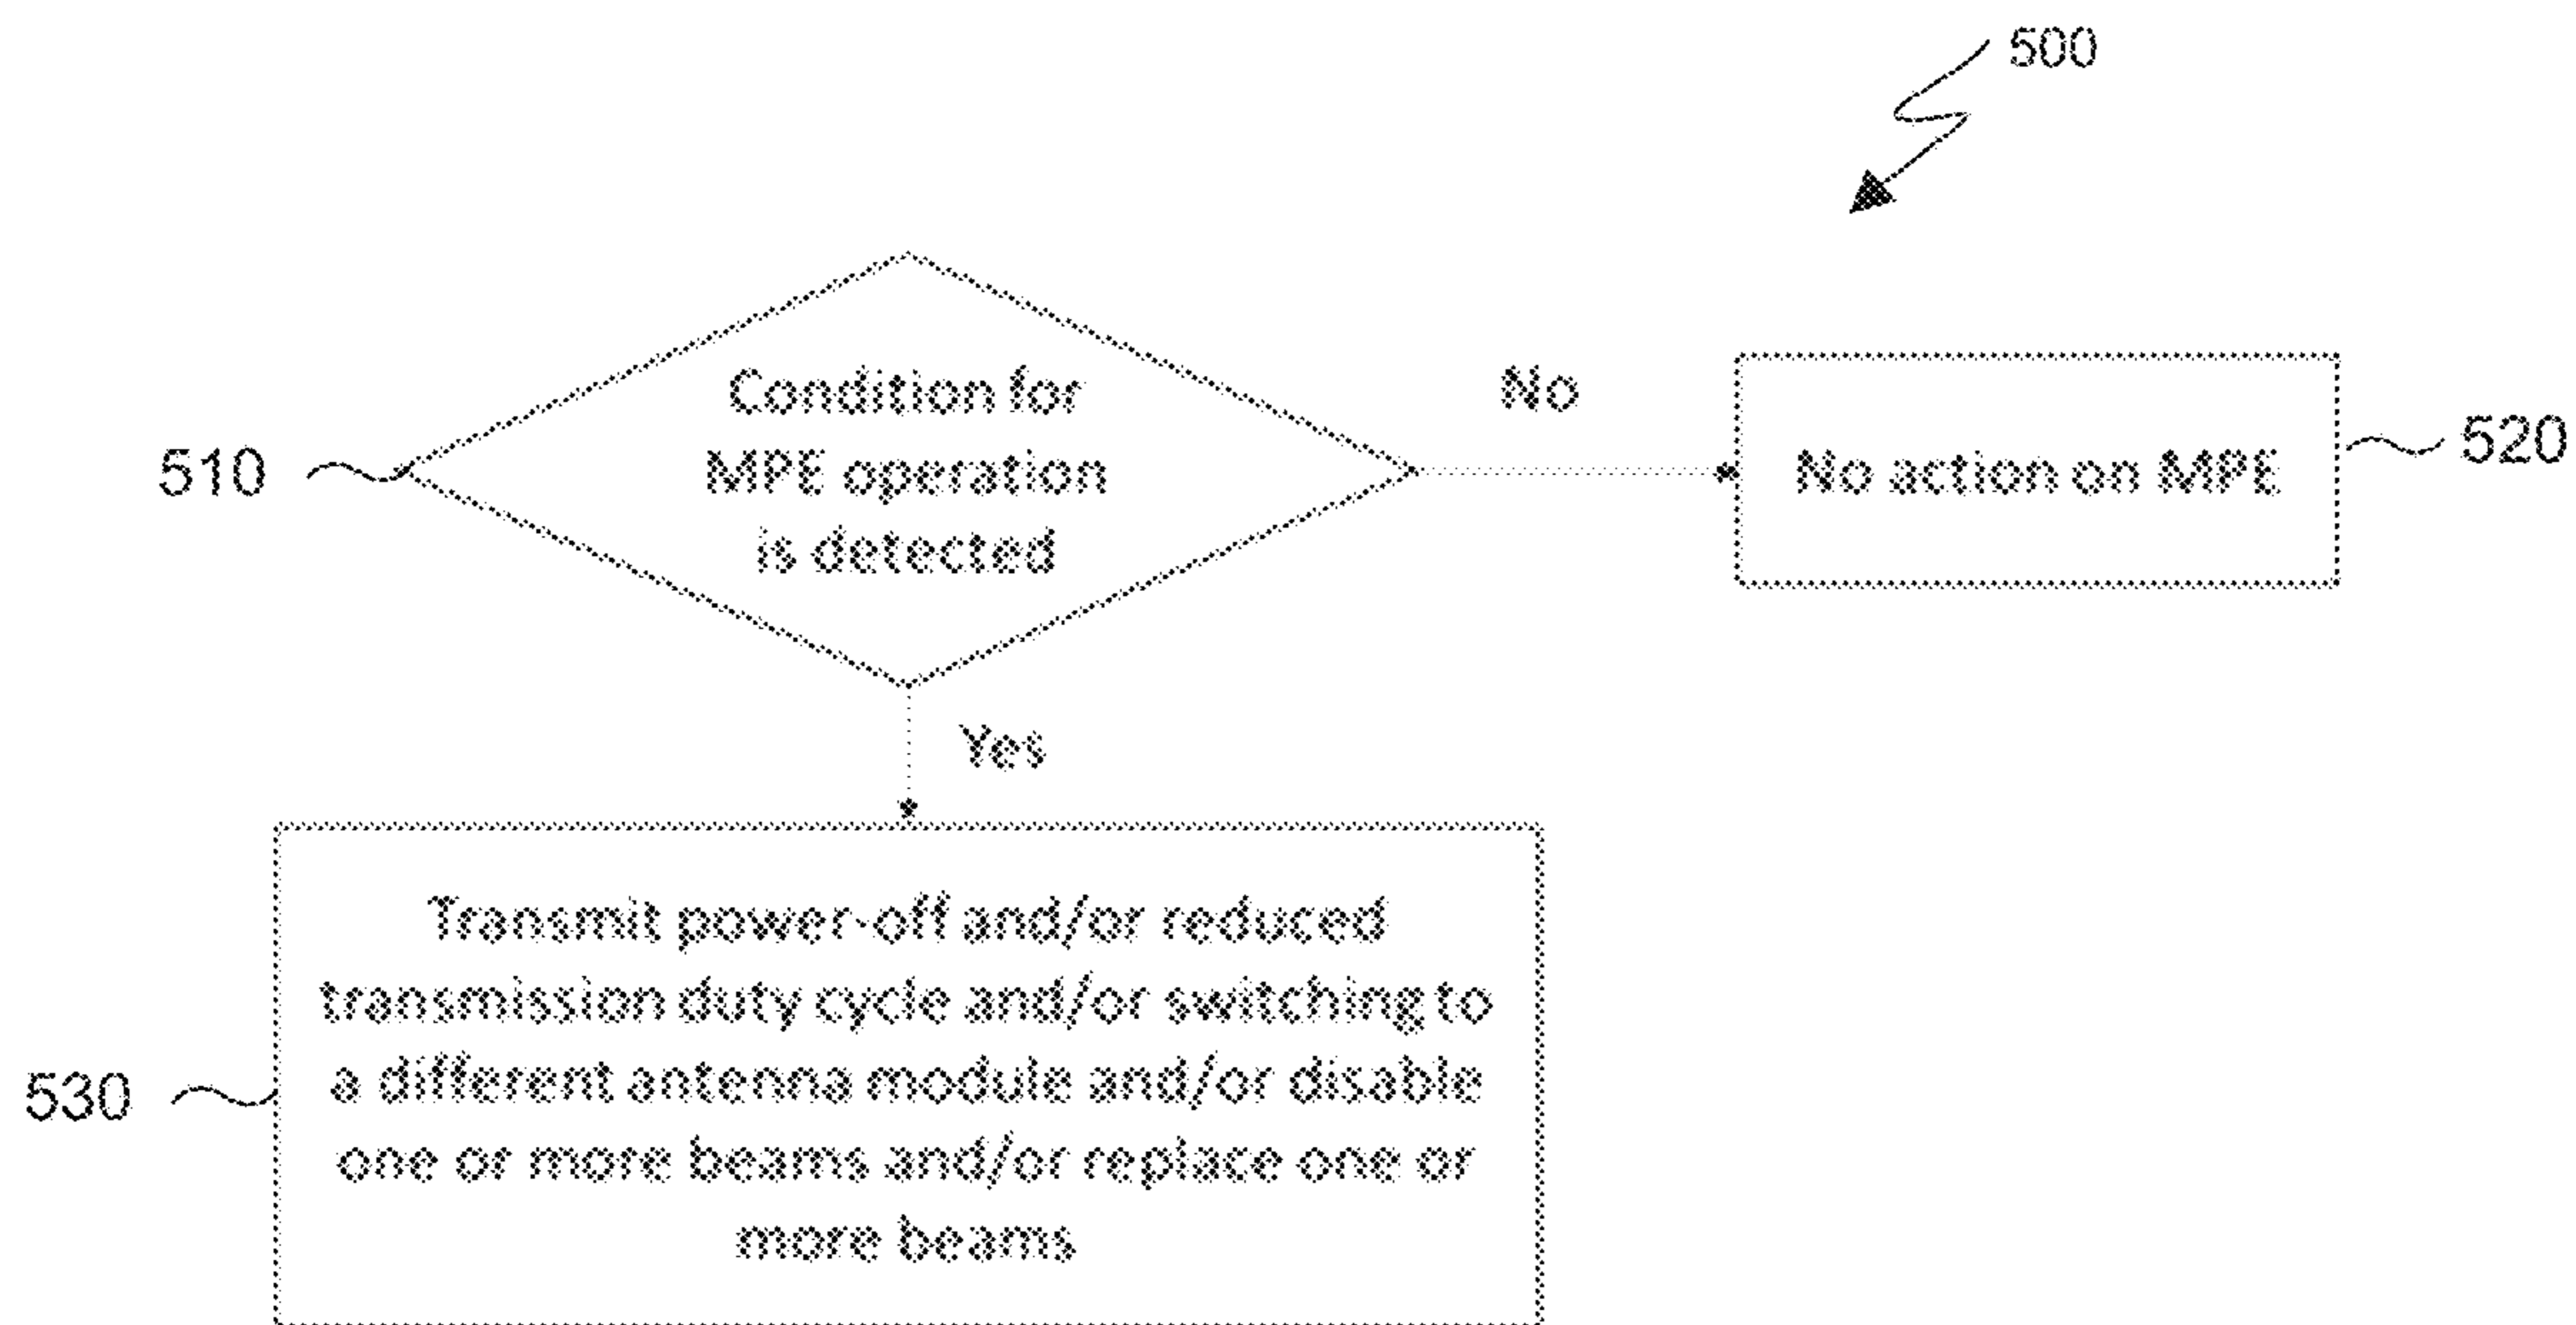 500
Condition for
MPE operation
is detected
510
No
No action on MPE
520
Yes
Transmit power-off and/or reduced
transmission duty cycle and/or switching to
a different antenna module and/or disable
one or more beams and/or replace one or
more beams
530